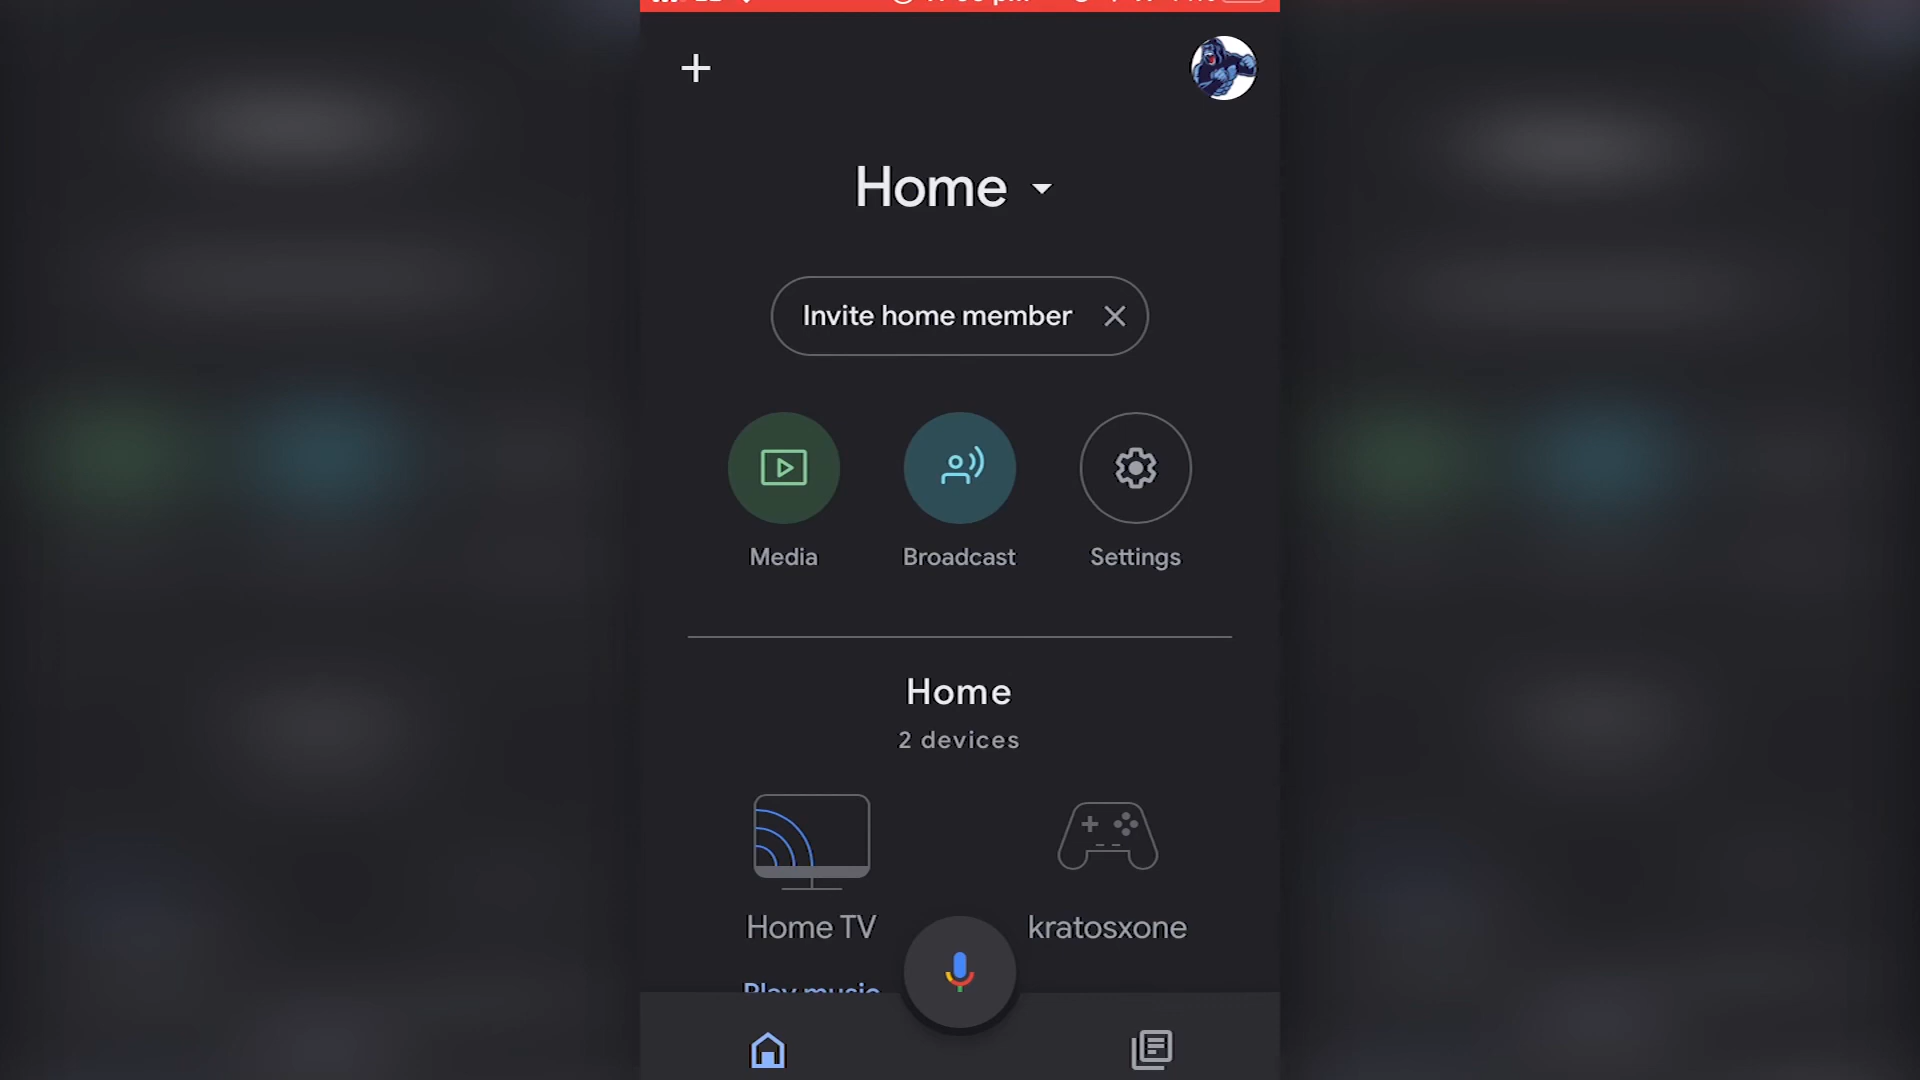 Home
Invite home member
Media Broadcast Settings
Home
2 devices
Home TV kratosxone
Play music